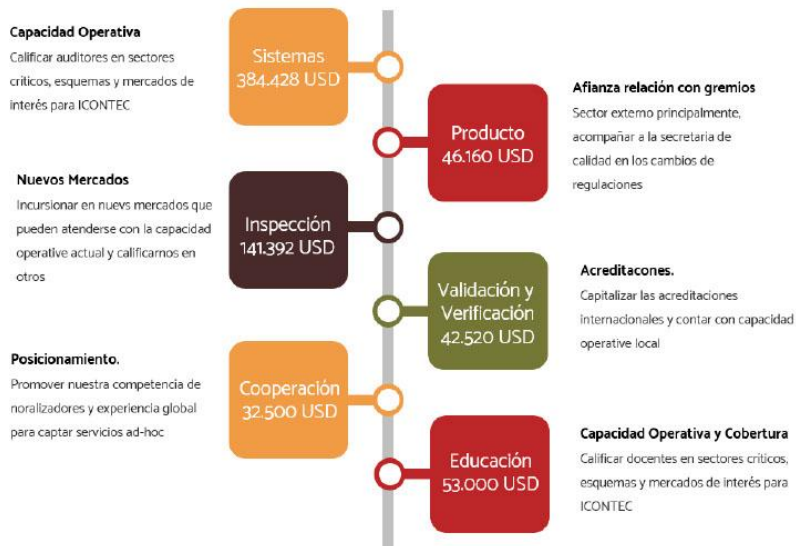 Capacidad Operativa
Calificar auditores en sectores
críticos, esquemas y mercados de
interés para ICONTEC
Sistemas
384.428 USD
Afianza relación con gremios
Sector externo principalmente,
acompañar a la secretaria de
calidad en los cambios de
regulaciones
Producto
46.160 USD
Nuevos Mercados
Incursionar en nuevs mercados que
pueden atenderse con la capacidad
operative actual y calificarnos en
otros
Inspección
141.392 USD
Acreditacones.
Capitalizar las acreditaciones
internacionales y contar con capacidad
operative local
Validación y
Verificación
42.520 USD
Posicionamiento.
Promover nuestra competencia de
noralizadores y experiencia global
para captar servicios ad-hoc
Cooperación
32.500 USD
Capacidad Operativa y Cobertura
Calificar docentes en sectores críticos,
esquemas y mercados de interés para
ICONTEC
Educación
53.000 USD